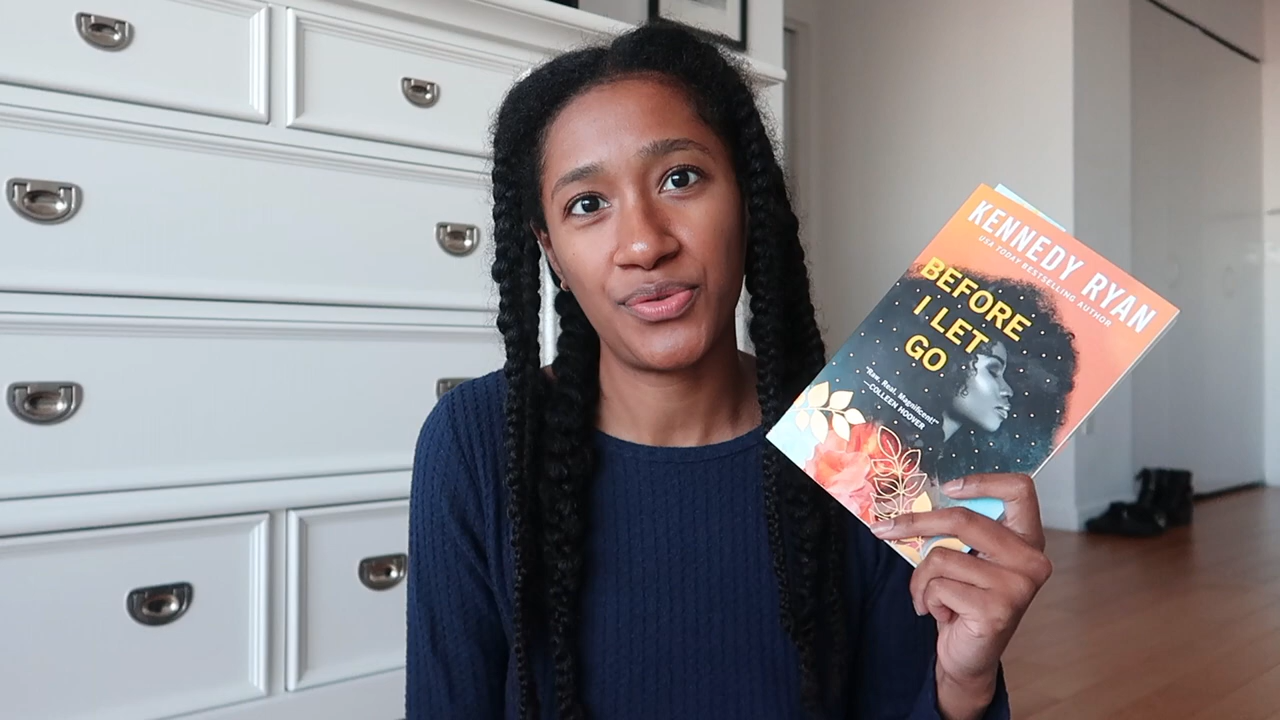 KENNEDY RYAN
USA TODAY BESTSELLING AUTHOR
BEFORE
I LET
GO
"Raw. Real. Magnificent!"
—COLLEEN HOOVER